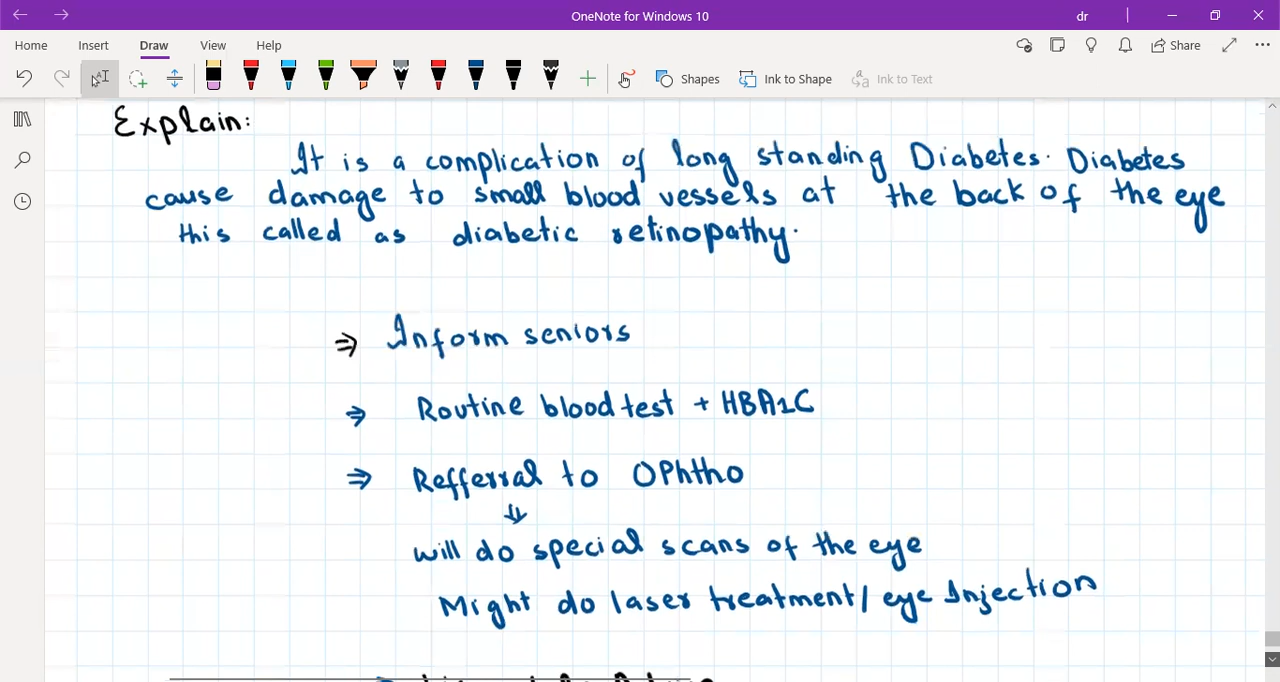 OneNote for Windows 10
dr
Home Insert Draw View Help
Share
Shapes Ink to Shape Ink to Text
Explain:
It is a complication of long standing Diabetes. Diabetes
cause damage to small blood vessels at the back of the eye
this called as diabetic retinopathy.
⇒ Inform seniors
⇒ Routine blood test + HBA1C
⇒ Refferral to OPhtho
↓
will do special scans of the eye
Might do laser treatment/ eye Injection